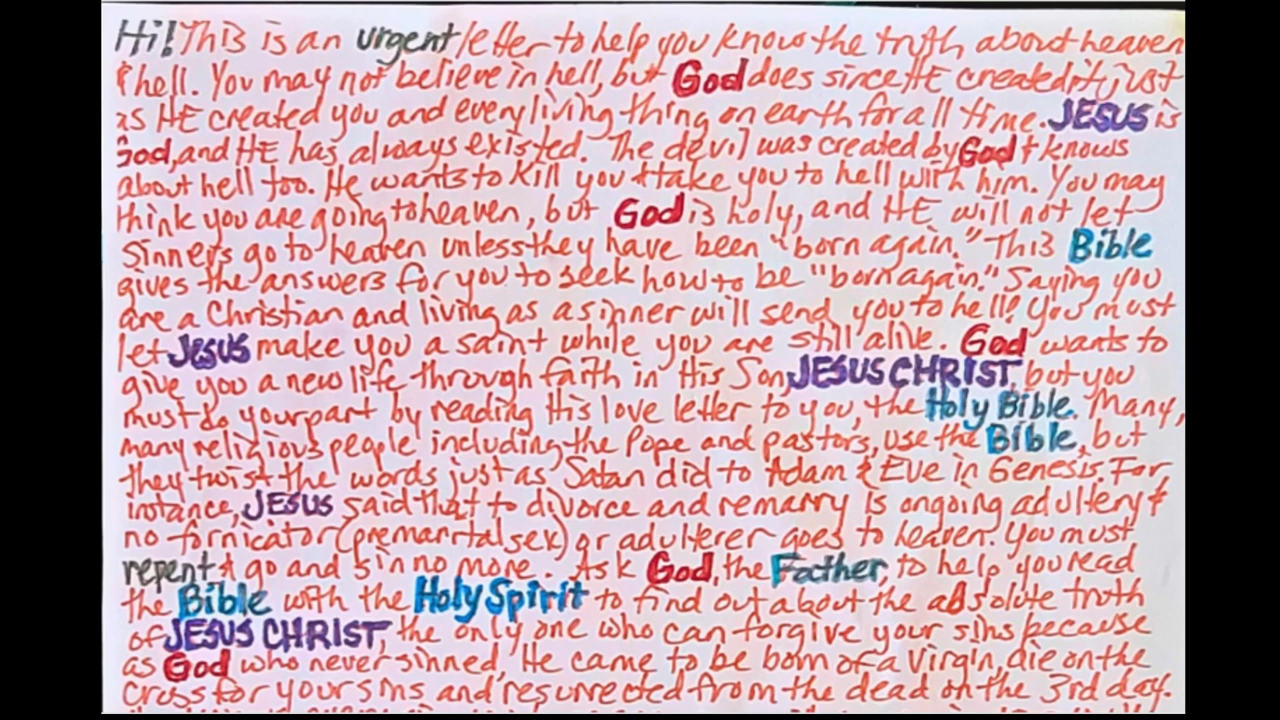 Hi! This is an urgent letter to help you know the truth about heaven
& hell. You may not believe in hell, but God does since HE created it, just
as HE created you and every living thing on earth for all time. JESUS is
God, and HE has always existed. The devil was created by God & knows
about hell too. He wants to kill you & take you to hell with him. You may
think you are going to heaven, but God is holy, and HE will not let
sinners go to heaven unless they have been "born again." This Bible
gives the answers for you to seek how to be "born again." Saying you
are a Christian and living as a sinner will send you to hell! You must
let JESUS make you a saint while you are still alive. God wants to
give you a new life through faith in His Son, JESUS CHRIST, but you
must do your part by reading His love letter to you, the Holy Bible. Many,
many religious people including the Pope and pastors, use the Bible, but
they twist the words just as Satan did to Adam & Eve in Genesis. For
instance, JESUS said that to divorce and remarry is ongoing adultery &
no fornicator (premarrtal sex) or adulterer goes to heaven. You must
repent & go and sin no more. Ask God, the Father, to help you read
the Bible with the Holy Spirit to find out about the absolute truth
of JESUS CHRIST, the only one who can forgive your sins because
as God who never sinned, He came to be born of a Virgin, die on the
cross for your sins and resurrected from the dead on the 3rd day.